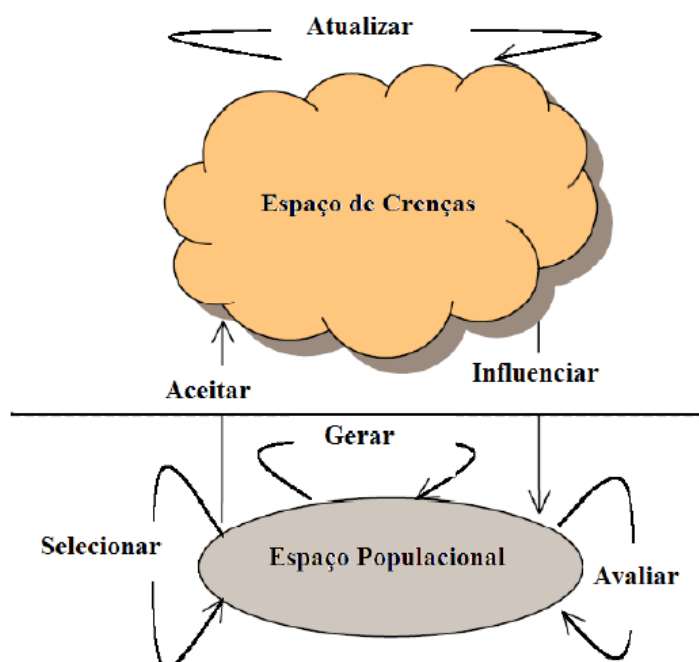 Atualizar
Espaço de Crenças
Influenciar
Aceitar
Gerar
Selecionar
Espaço Populacional
Avaliar